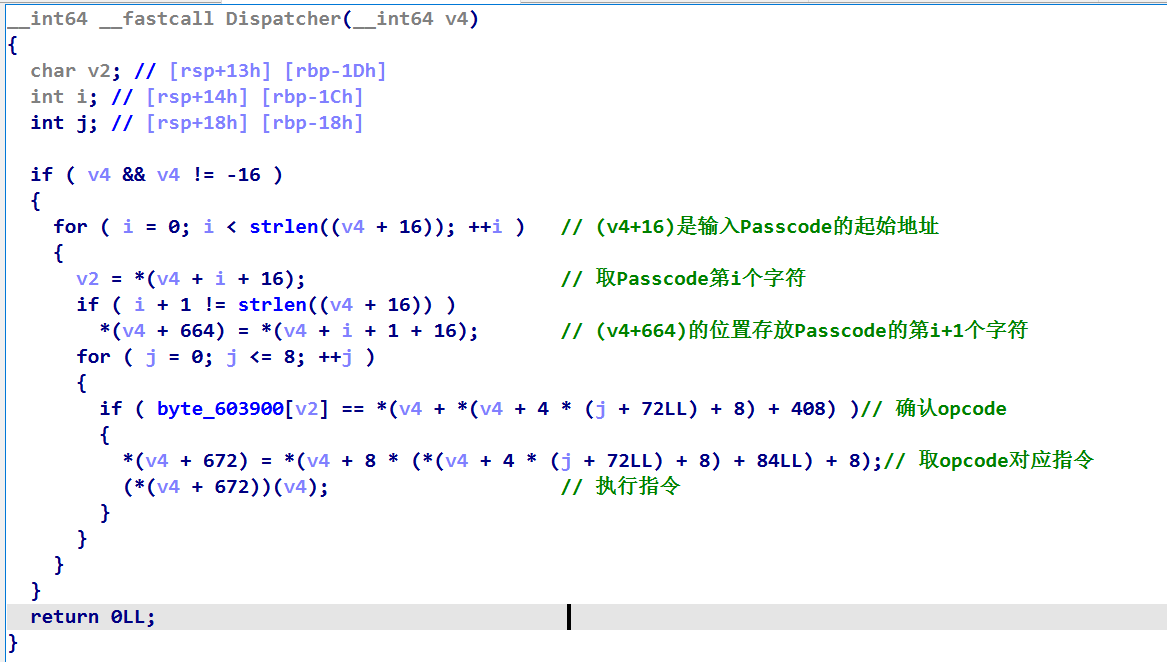 __int64 __fastcall Dispatcher(__int64 v4)
{
  char v2; // [rsp+13h] [rbp-1Dh]
  int i; // [rsp+14h] [rbp-1Ch]
  int j; // [rsp+18h] [rbp-18h]

  if ( v4 && v4 != -16 )
  {
    for ( i = 0; i < strlen((v4 + 16)); ++i )   // (v4+16)是输入Passcode的起始地址
    {
      v2 = *(v4 + i + 16);                      // 取Passcode第i个字符
      if ( i + 1 != strlen((v4 + 16)) )
        *(v4 + 664) = *(v4 + i + 1 + 16);       // (v4+664)的位置存放Passcode的第i+1个字符
      for ( j = 0; j <= 8; ++j )
      {
        if ( byte_603900[v2] == *(v4 + *(v4 + 4 * (j + 72LL) + 8) + 408) )// 确认opcode
        {
          *(v4 + 672) = *(v4 + 8 * (*(v4 + 4 * (j + 72LL) + 8) + 84LL) + 8);// 取opcode对应指令
          (*(v4 + 672))(v4);                    // 执行指令
        }
      }
    }
  }
  return 0LL;
}